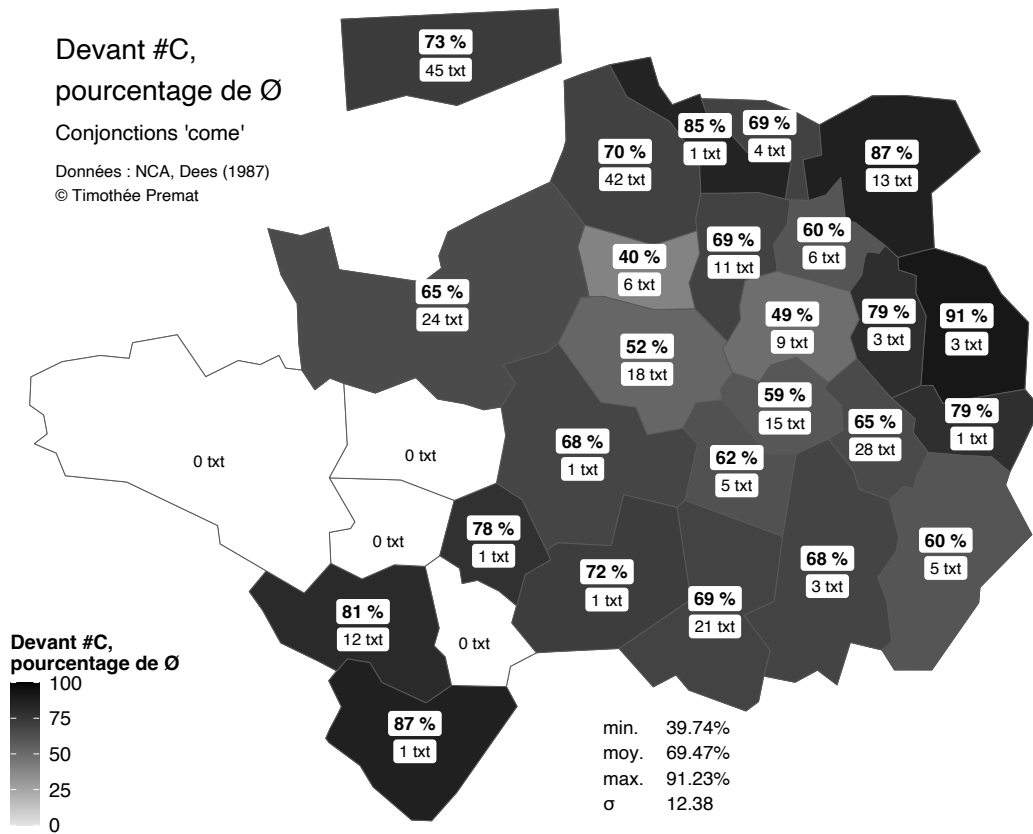 Devant #C,
pourcentage de Ø
Conjonctions 'come'
Données : NCA, Dees (1987)
© Timothée Premat
73 %
45 txt
85 %
1 txt
69 %
4 txt
70 %
42 txt
87 %
13 txt
60 %
6 txt
69 %
11 txt
40 %
6 txt
65 %
24 txt
49 %
9 txt
79 %
3 txt
91 %
3 txt
52 %
18 txt
59 %
15 txt
79 %
1 txt
65 %
28 txt
68 %
1 txt
62 %
5 txt
0 txt
0 txt
78 %
1 txt
0 txt
60 %
5 txt
72 %
1 txt
68 %
3 txt
69 %
21 txt
81 %
12 txt
0 txt
87 %
1 txt
Devant #C,
pourcentage de Ø
100
75
50
25
0
min. 39.74%
moy. 69.47%
max. 91.23%
σ 12.38